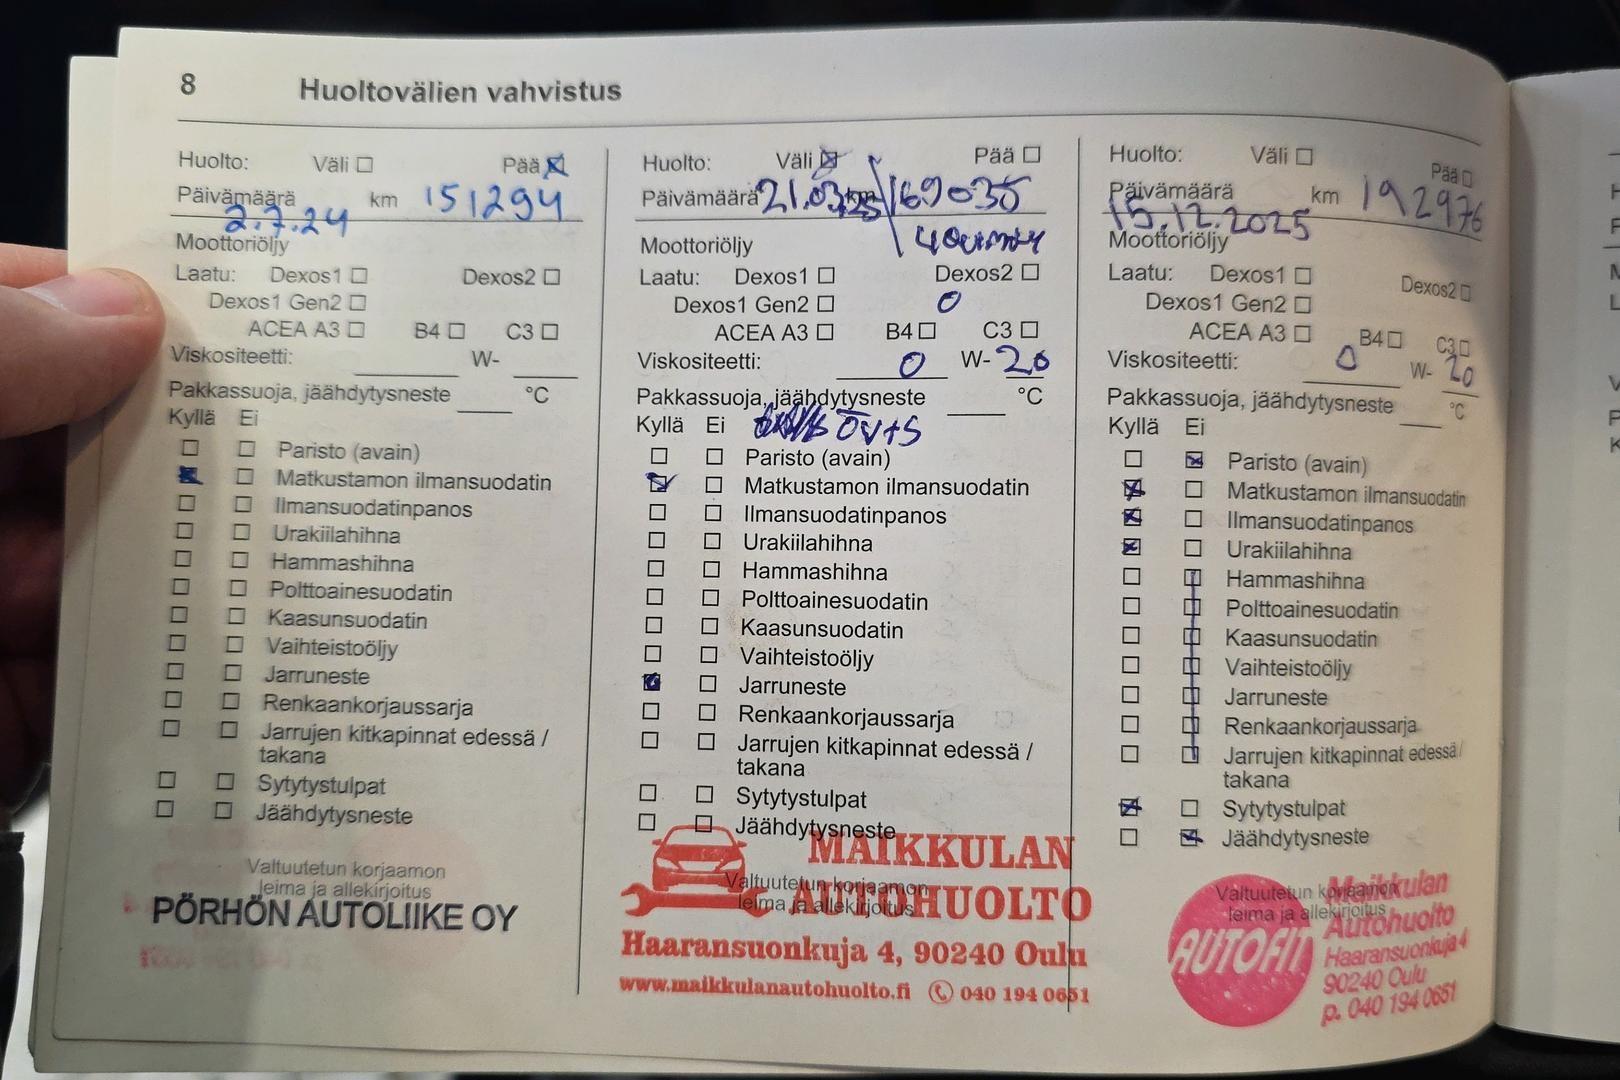 8 Huoltovälien vahvistus
Huolto: Väli Pää
Päivämäärä km 151294
2.7.24
Moottoriöljy
Laatu: Dexos1 Dexos2
Dexos1 Gen2
ACEA A3 B4 C3
Viskositeetti: W-
Pakkassuoja, jäähdytysneste °C
Kyllä Ei
Paristo (avain)
Matkustamon ilmansuodatin
Ilmansuodatinpanos
Urakiilahihna
Hammashihna
Polttoainesuodatin
Kaasunsuodatin
Vaihteistoöljy
Jarruneste
Renkaankorjaussarja
Jarrujen kitkapinnat edessä /
takana
Sytytystulpat
Jäähdytysneste
Valtuutetun korjaamon
leima ja allekirjoitus
PÖRHÖN AUTOLIIKE OY
Huolto: Väli Pää
Päivämäärä 21.03.25 km 169035
Moottoriöljy
Laatu: Dexos1 Dexos2
Dexos1 Gen2 0
ACEA A3 B4 C3
Viskositeetti: 0 W-20
Pakkassuoja, jäähdytysneste °C
Kyllä Ei öv+s
Paristo (avain)
Matkustamon ilmansuodatin
Ilmansuodatinpanos
Urakiilahihna
Hammashihna
Polttoainesuodatin
Kaasunsuodatin
Vaihteistoöljy
Jarruneste
Renkaankorjaussarja
Jarrujen kitkapinnat edessä /
takana
Sytytystulpat
Jäähdytysneste
Valtuutetun korjaamon
leima ja allekirjoitus
MAIKKULAN
AUTOHUOLTO
Haaransuonkuja 4, 90240 Oulu
www.maikkulanautohuolto.fi 040 194 0651
Huolto: Väli Pää
Päivämäärä km 192976
15.12.2025
Moottoriöljy
Laatu: Dexos1 Dexos2
Dexos1 Gen2
ACEA A3 B4 C3
Viskositeetti: 0 W-20
Pakkassuoja, jäähdytysneste °C
Kyllä Ei
Paristo (avain)
Matkustamon ilmansuodatin
Ilmansuodatinpanos
Urakiilahihna
Hammashihna
Polttoainesuodatin
Kaasunsuodatin
Vaihteistoöljy
Jarruneste
Renkaankorjaussarja
Jarrujen kitkapinnat edessä /
takana
Sytytystulpat
Jäähdytysneste
Valtuutetun korjaamon
leima ja allekirjoitus
AUTOFIT
Maikkulan
Autohuolto
Haaransuonkuja 4
90240 Oulu
p. 040 194 0651